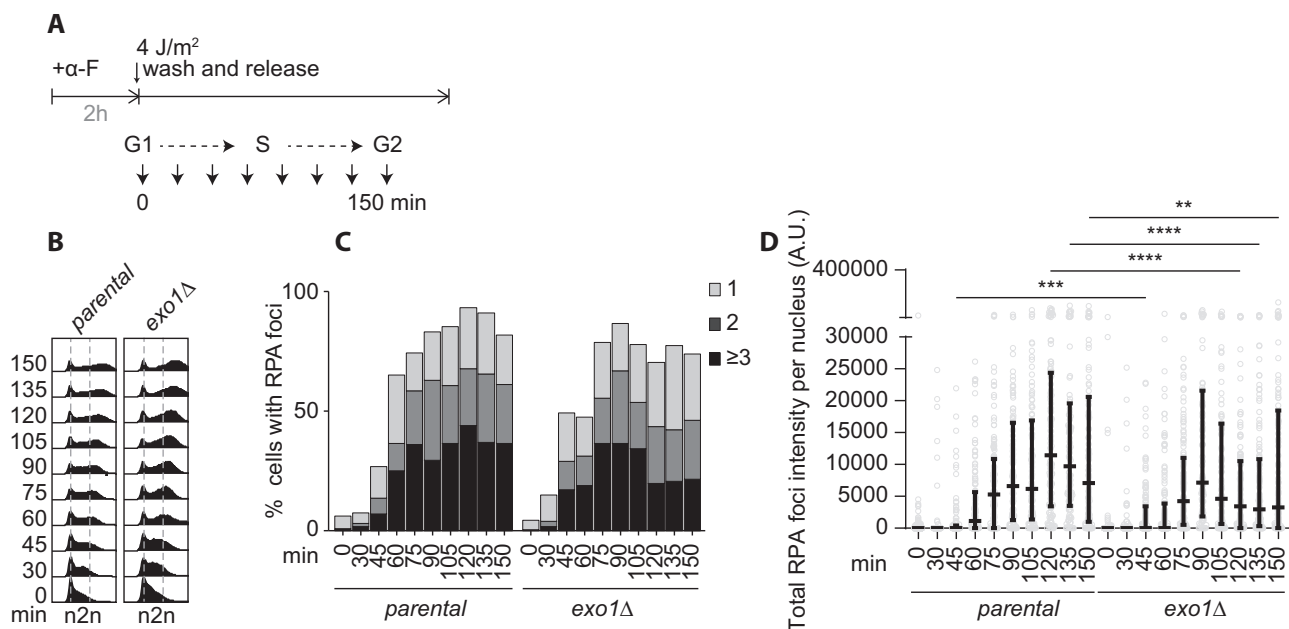 A
4 J/m²
+α-F
wash and release
2h
G1
S
G2
0
150 min
B
parental
exo1Δ
150
135
120
105
90
75
60
45
30
0
min
n2n
n2n
C
% cells with RPA foci
100
50
0
1
2
≥3
min
0
30
45
60
75
90
105
120
135
150
0
30
45
60
75
90
105
120
135
150
parental
exo1Δ
D
Total RPA foci intensity per nucleus (A.U.)
**
****
****
***
400000
30000
25000
20000
15000
10000
5000
0
min
0
30
45
60
75
90
105
120
135
150
0
30
45
60
75
90
105
120
135
150
parental
exo1Δ